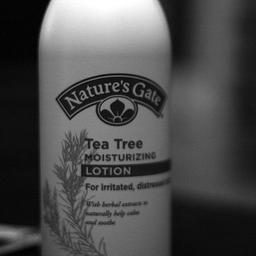 Nature's Gate
Tea Tree
MOISTURIZING
LOTION
For irritated, distressed
With herbal extracts to
naturally help calm
and soothe